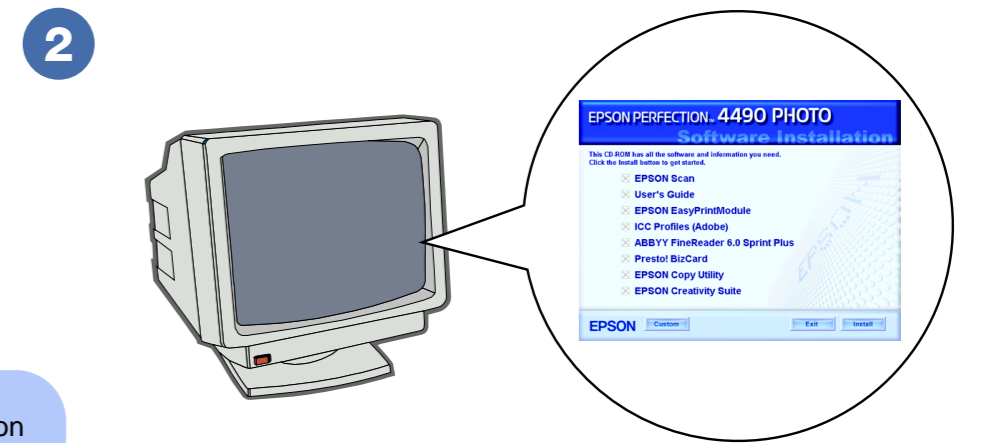 2
EPSON PERFECTION™ 4490 PHOTO
Software Installation
This CD-ROM has all the software and information you need.
Click the Install button to get started.
EPSON Scan
User's Guide
EPSON EasyPrintModule
ICC Profiles (Adobe)
ABBYY FineReader 6.0 Sprint Plus
Presto! BizCard
EPSON Copy Utility
EPSON Creativity Suite
EPSON
EPSON Custom Exit Install
on